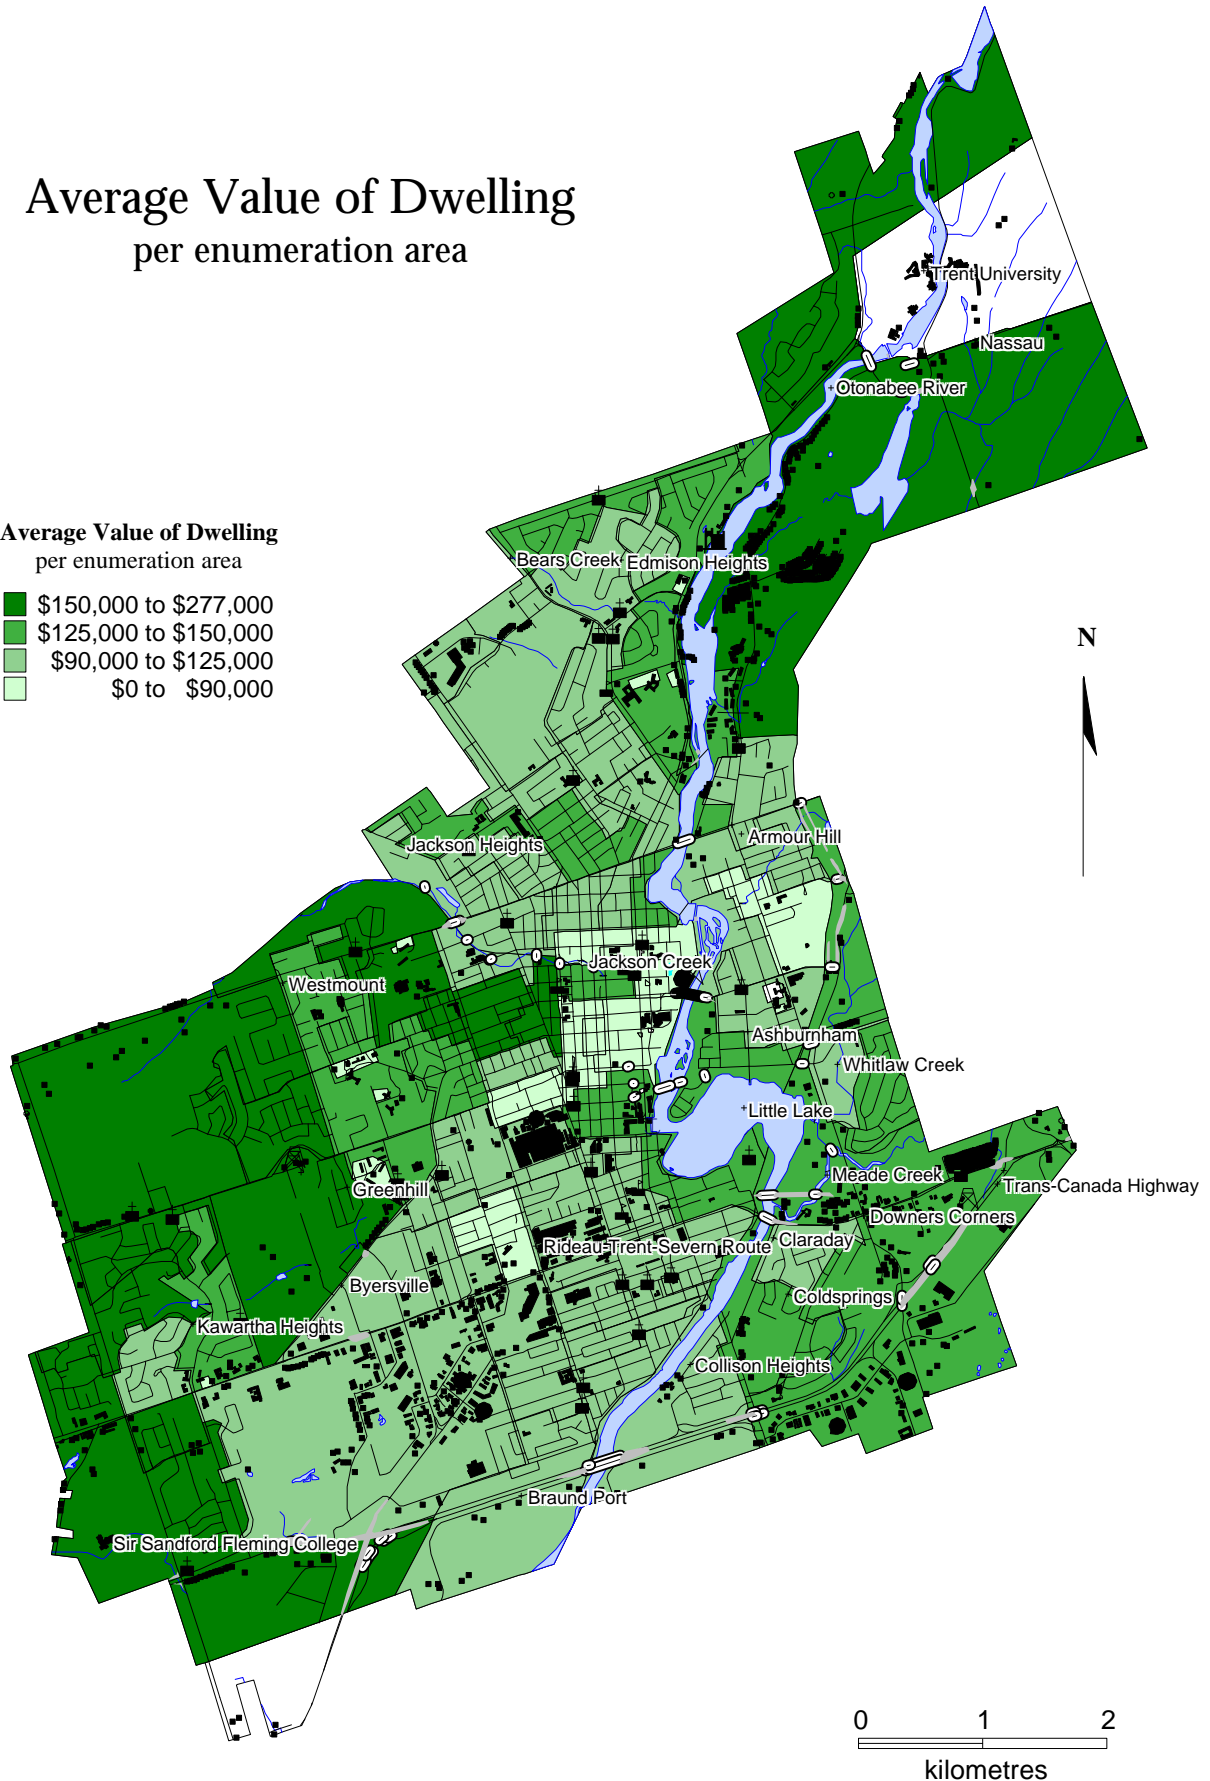 Average Value of Dwelling
per enumeration area
Trent University
Nassau
Otonabee River
Average Value of Dwelling
per enumeration area
$150,000 to $277,000
$125,000 to $150,000
$90,000 to $125,000
$0 to $90,000
Bears Creek
Edmison Heights
N
Armour Hill
Jackson Heights
Jackson Creek
Westmount
Ashburnham
Whitlaw Creek
Little Lake
Meade Creek
Trans-Canada Highway
Greenhill
Downers Corners
Claraday
Rideau-Trent-Severn Route
Byersville
Coldsprings
Kawartha Heights
Collison Heights
Braund Port
Sir Sandford Fleming College
0 1 2
kilometres